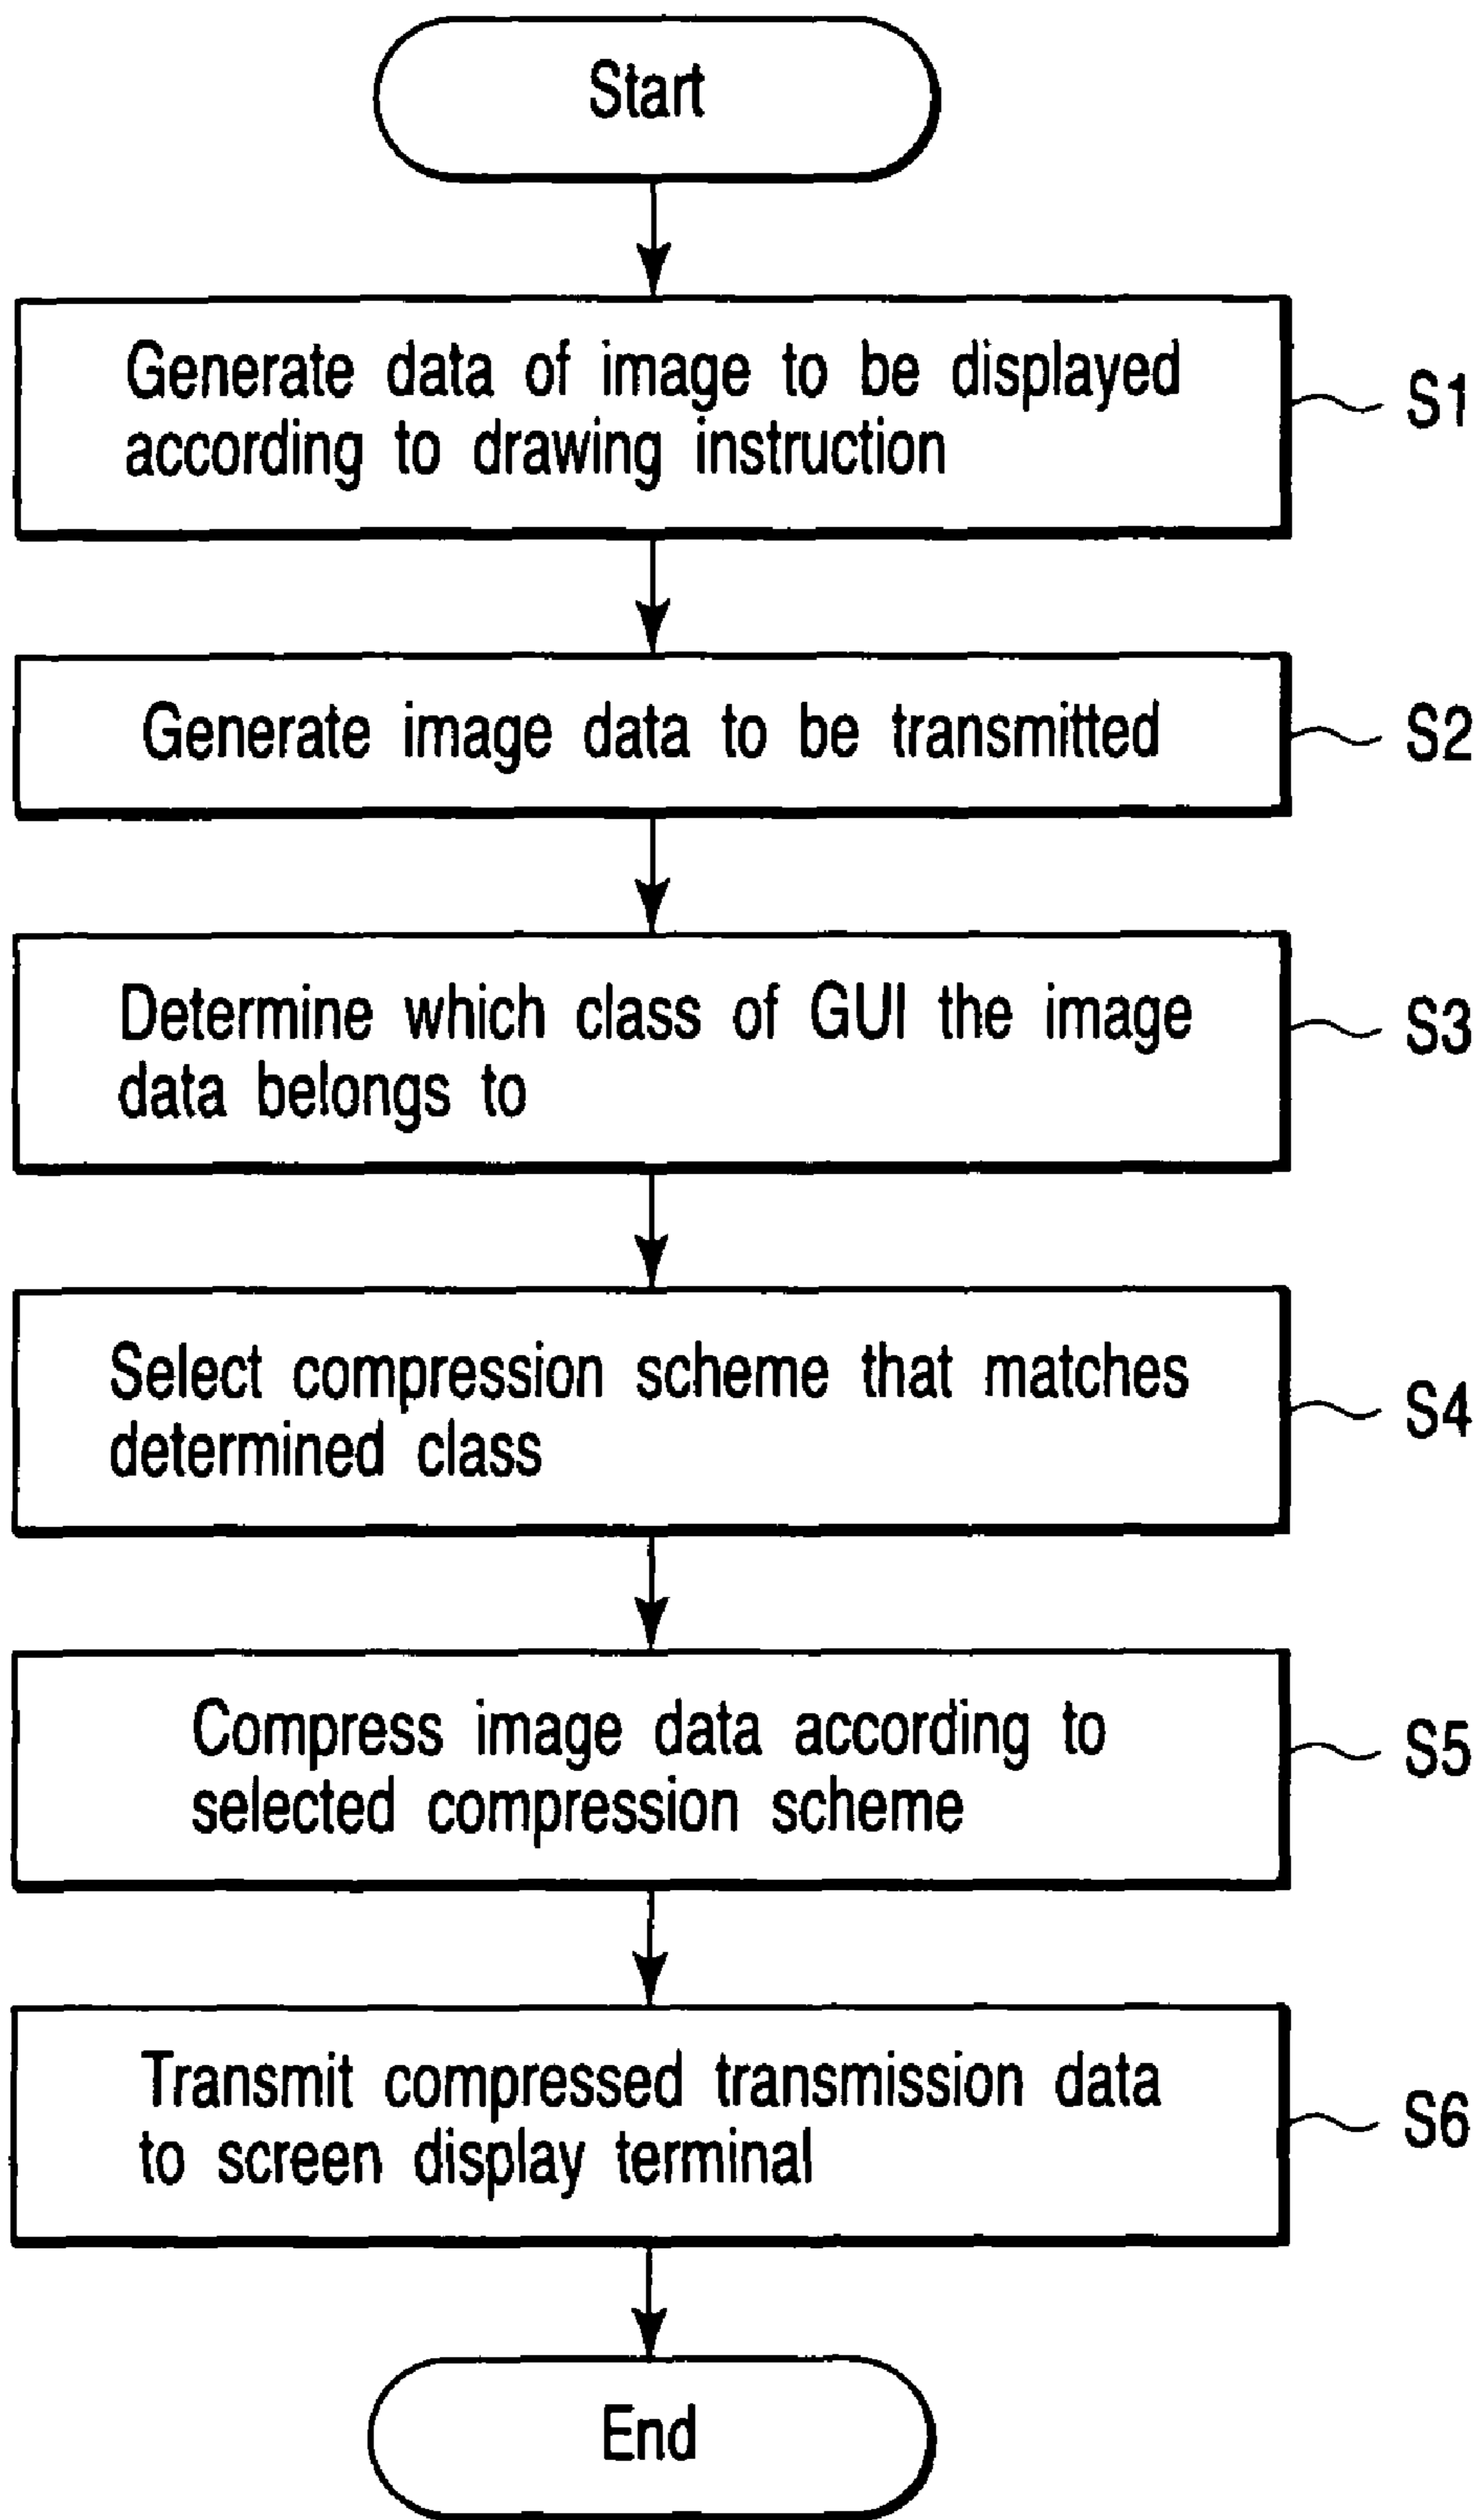 Start
Generate data of image to be displayed
according to drawing instruction
S1
Generate image data to be transmitted
S2
Determine which class of GUI the image
data belongs to
S3
Select compression scheme that matches
determined class
S4
Compress image data according to
selected compression scheme
S5
Transmit compressed transmission data
to screen display terminal
S6
End